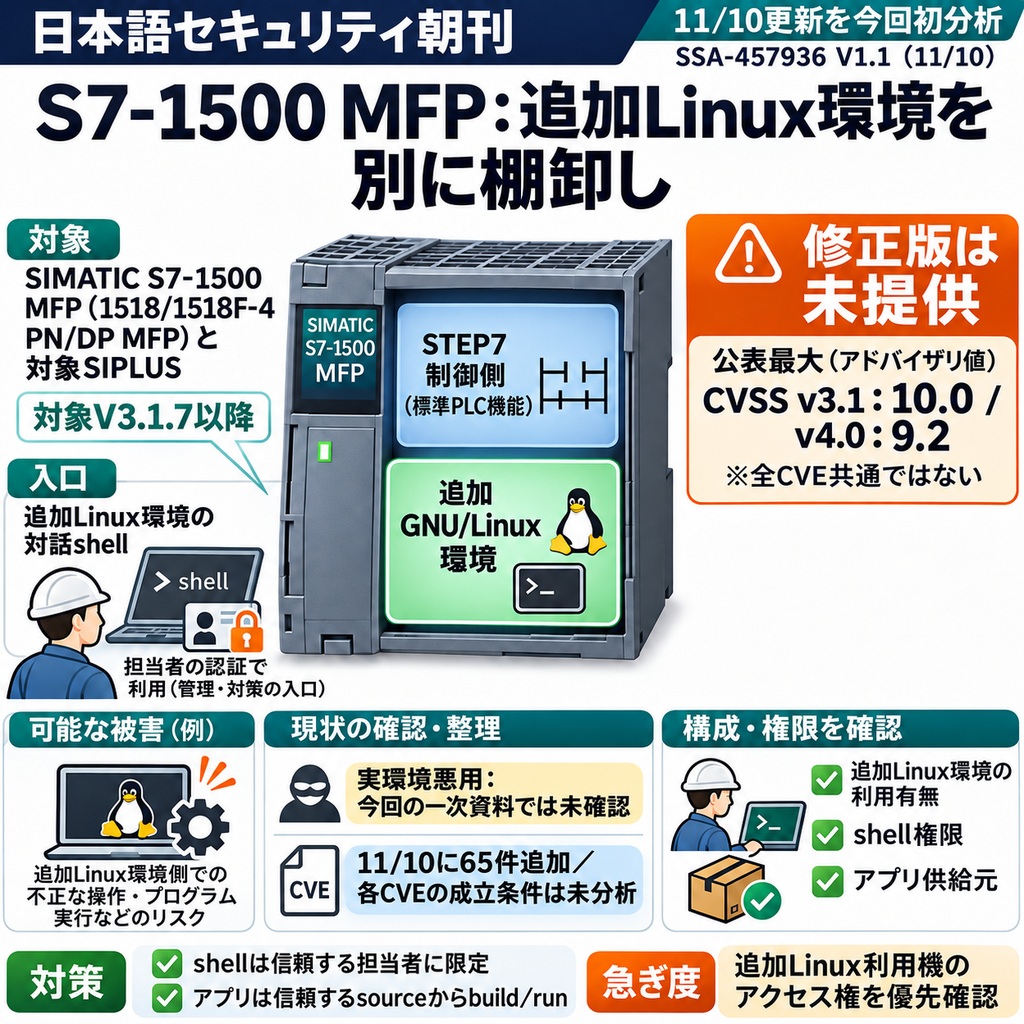 日本語セキュリティ朝刊
11/10更新を今回初分析
SSA-457936 V1.1（11/10）
S7-1500 MFP：追加Linux環境を
別に棚卸し
対象
SIMATIC S7-1500
MFP（1518/1518F-4
PN/DP MFP）と
対象SIPLUS
対象V3.1.7以降
入口
追加Linux環境の
対話shell
> shell
担当者の認証で
利用（管理・対策の入口）
SIMATIC
S7-1500
MFP
STEP7
制御側
（標準PLC機能）
追加
GNU/Linux
環境
>_
修正版は
未提供
公表最大（アドバイザリ値）
CVSS v3.1：10.0 /
v4.0：9.2
※全CVE共通ではない
可能な被害（例）
追加Linux環境側での
不正な操作・プログラム
実行などのリスク
現状の確認・整理
実環境悪用：
今回の一次資料では未確認
CVE
11/10に65件追加／
各CVEの成立条件は未分析
構成・権限を確認
>_
追加Linux環境の
利用有無
shell権限
アプリ供給元
対策
shellは信頼する担当者に限定
アプリは信頼するsourceからbuild/run
急ぎ度
追加Linux利用機の
アクセス権を優先確認